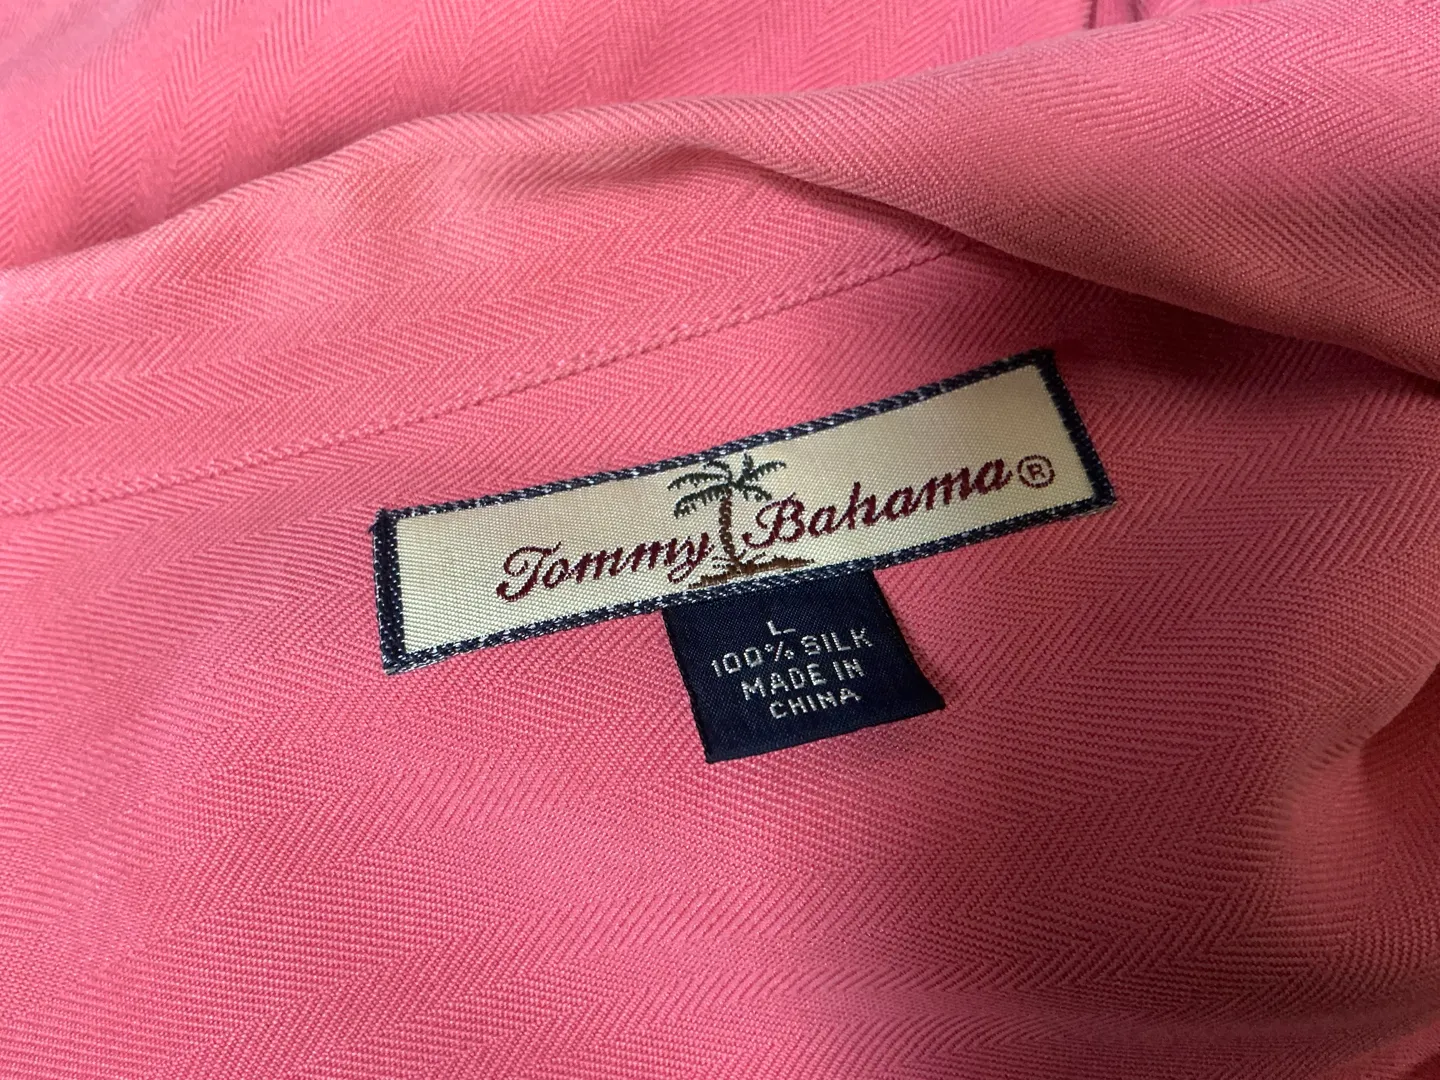 Tommy Bahama®
L
100% SILK
MADE IN
CHINA